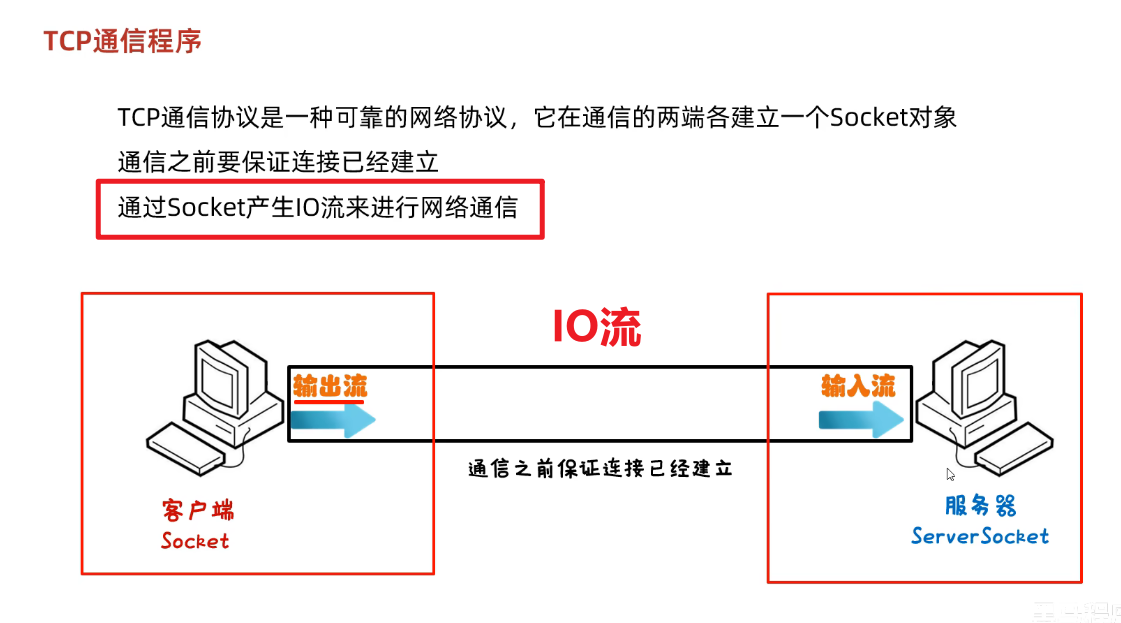 TCP通信程序
TCP通信协议是一种可靠的网络协议，它在通信的两端各建立一个Socket对象
通信之前要保证连接已经建立
通过Socket产生IO流来进行网络通信
IO流
输出流
输入流
通信之前保证连接已经建立
客户端
Socket
服务器
ServerSocket